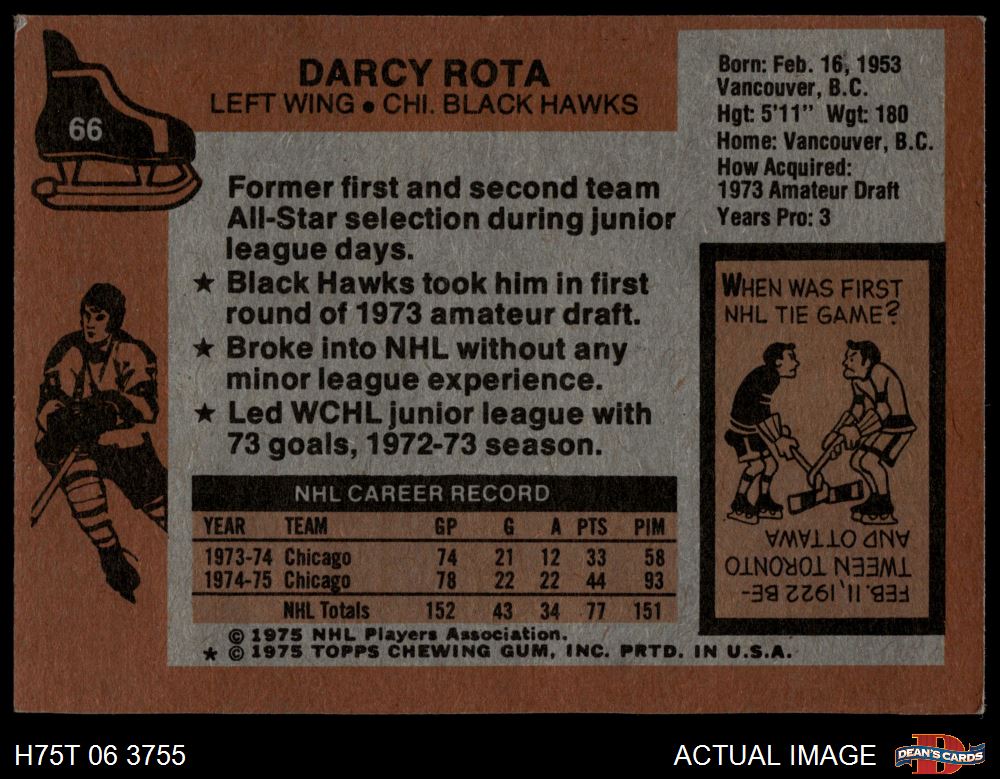 66
DARCY ROTA
LEFT WING • CHI. BLACK HAWKS
Former first and second team
All-Star selection during junior
league days.
★ Black Hawks took him in first
round of 1973 amateur draft.
★ Broke into NHL without any
minor league experience.
★ Led WCHL junior league with
73 goals, 1972-73 season.
NHL CAREER RECORD
YEAR TEAM GP G A PTS PIM
1973-74 Chicago 74 21 12 33 58
1974-75 Chicago 78 22 22 44 93
NHL Totals 152 43 34 77 151
© 1975 NHL Players Association.
★ © 1975 TOPPS CHEWING GUM, INC. PRTD. IN U.S.A.
Born: Feb. 16, 1953
Vancouver, B.C.
Hgt: 5'11" Wgt: 180
Home: Vancouver, B.C.
How Acquired:
1973 Amateur Draft
Years Pro: 3
WHEN WAS FIRST
NHL TIE GAME?
FEB. 11, 1922 BE-
TWEEN TORONTO
AND OTTAWA
H75T 06 3755
ACTUAL IMAGE
D
DEAN'S CARDS